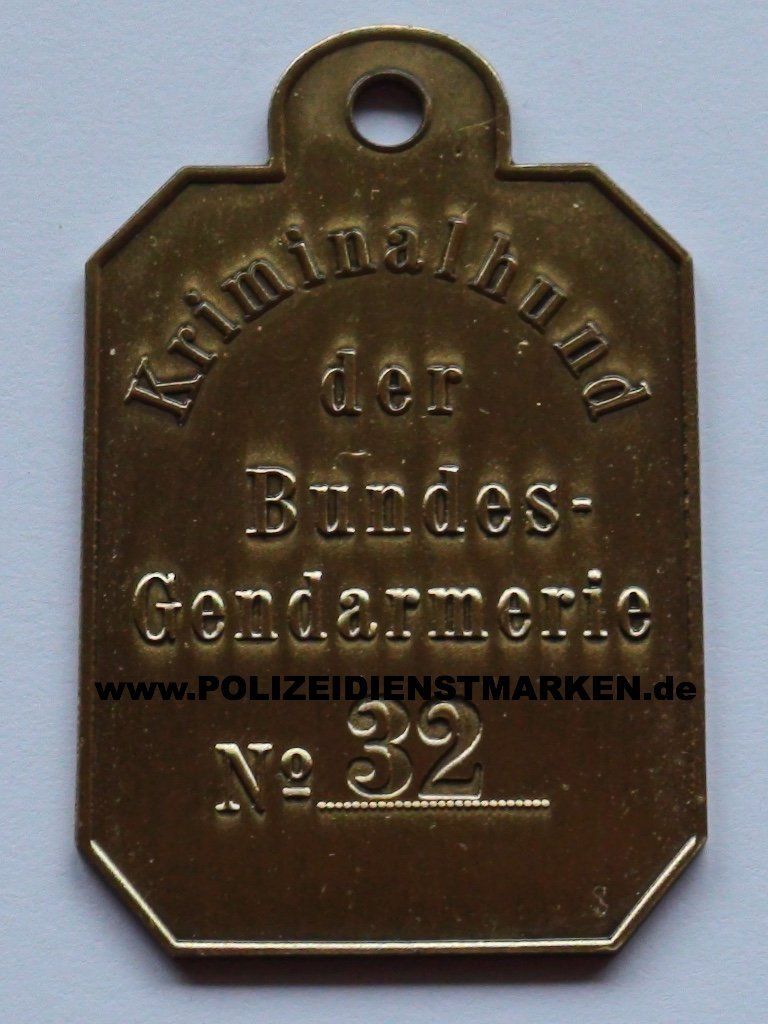 Kriminalhund
der
Bundes-
Gendarmerie
www.POLIZEIDIENSTMARKEN.de
Nº 32